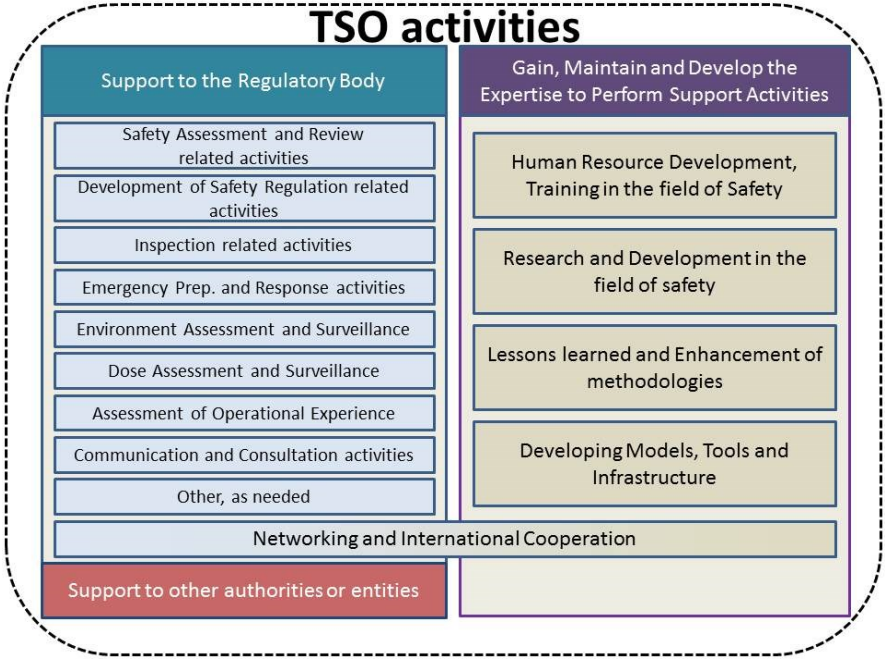 TSO activities
Support to the Regulatory Body
Safety Assessment and Review
related activities
Development of Safety Regulation related
activities
Inspection related activities
Emergency Prep. and Response activities
Environment Assessment and Surveillance
Dose Assessment and Surveillance
Assessment of Operational Experience
Communication and Consultation activities
Other, as needed
Gain, Maintain and Develop the
Expertise to Perform Support Activities
Human Resource Development,
Training in the field of Safety
Research and Development in the
field of safety
Lessons learned and Enhancement of
methodologies
Developing Models, Tools and
Infrastructure
Networking and International Cooperation
Support to other authorities or entities